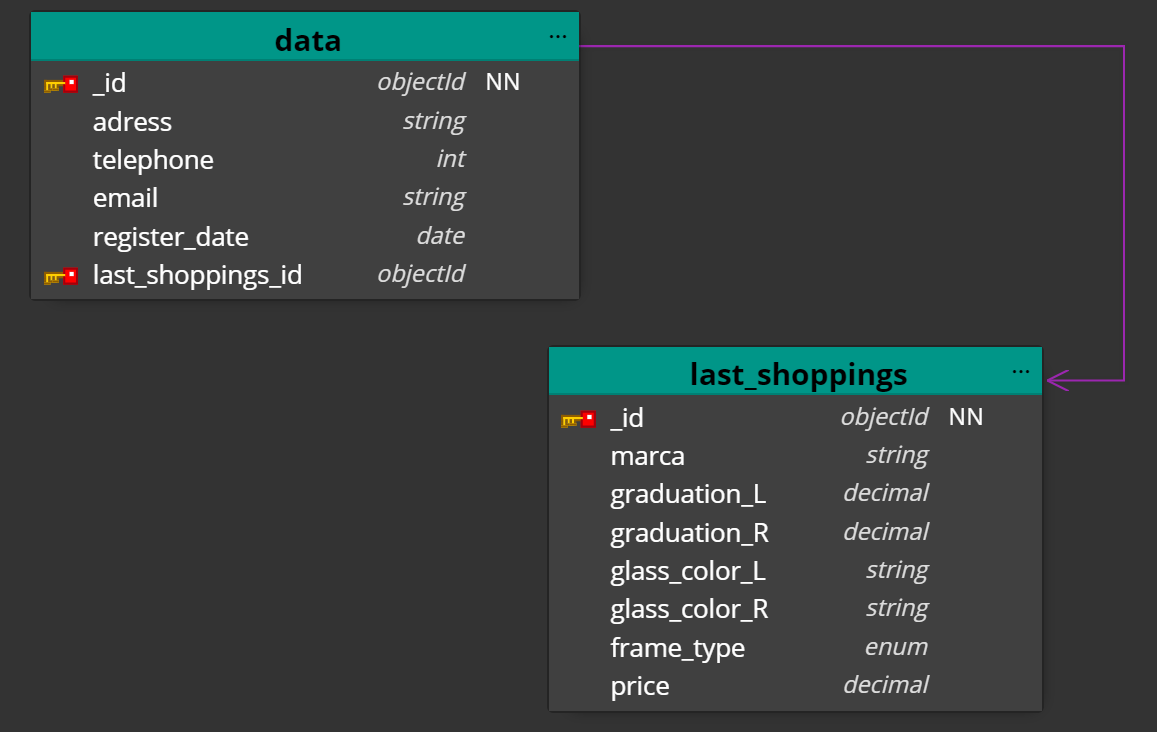 data ...
_id objectId NN
adress string
telephone int
email string
register_date date
last_shoppings_id objectId
last_shoppings ...
_id objectId NN
marca string
graduation_L decimal
graduation_R decimal
glass_color_L string
glass_color_R string
frame_type enum
price decimal